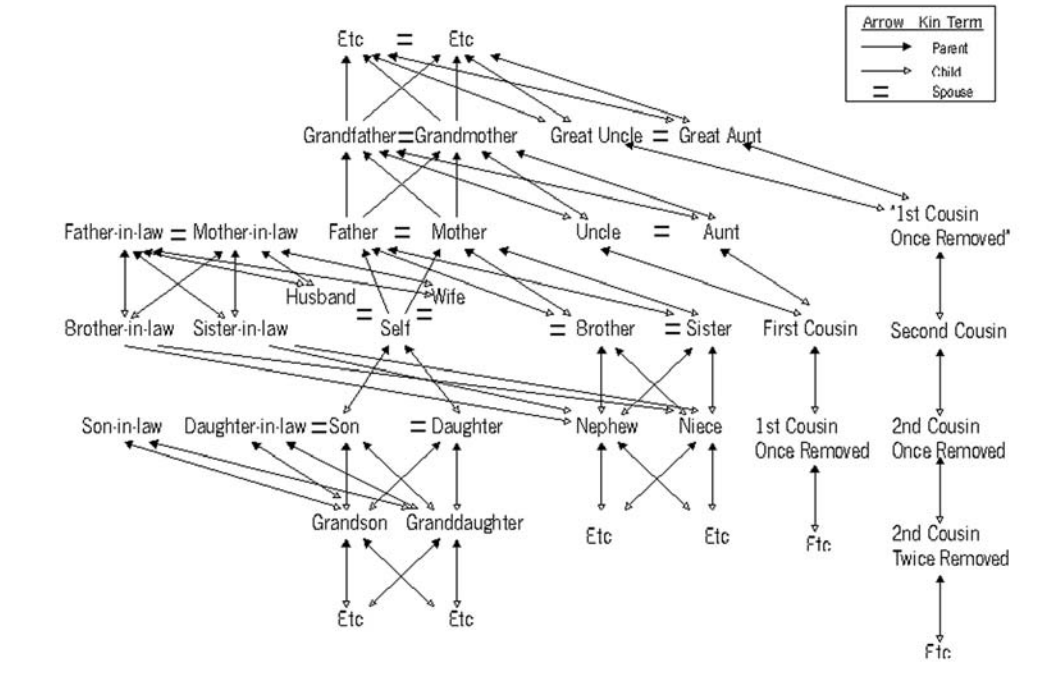 Arrow Kin Term
Parent
Child
= Spouse
Etc = Etc
Grandfather=Grandmother Great Uncle = Great Aunt
"1st Cousin
Once Removed"
Father-in-law = Mother-in-law Father = Mother Uncle = Aunt
Husband Wife
= =
Brother-in-law Sister-in-law Self = Brother = Sister First Cousin Second Cousin
Son-in-law Daughter-in-law =Son = Daughter Nephew Niece 1st Cousin 2nd Cousin
Once Removed Once Removed
Grandson Granddaughter
Etc Etc Etc 2nd Cousin
Twice Removed
Etc Etc
Etc